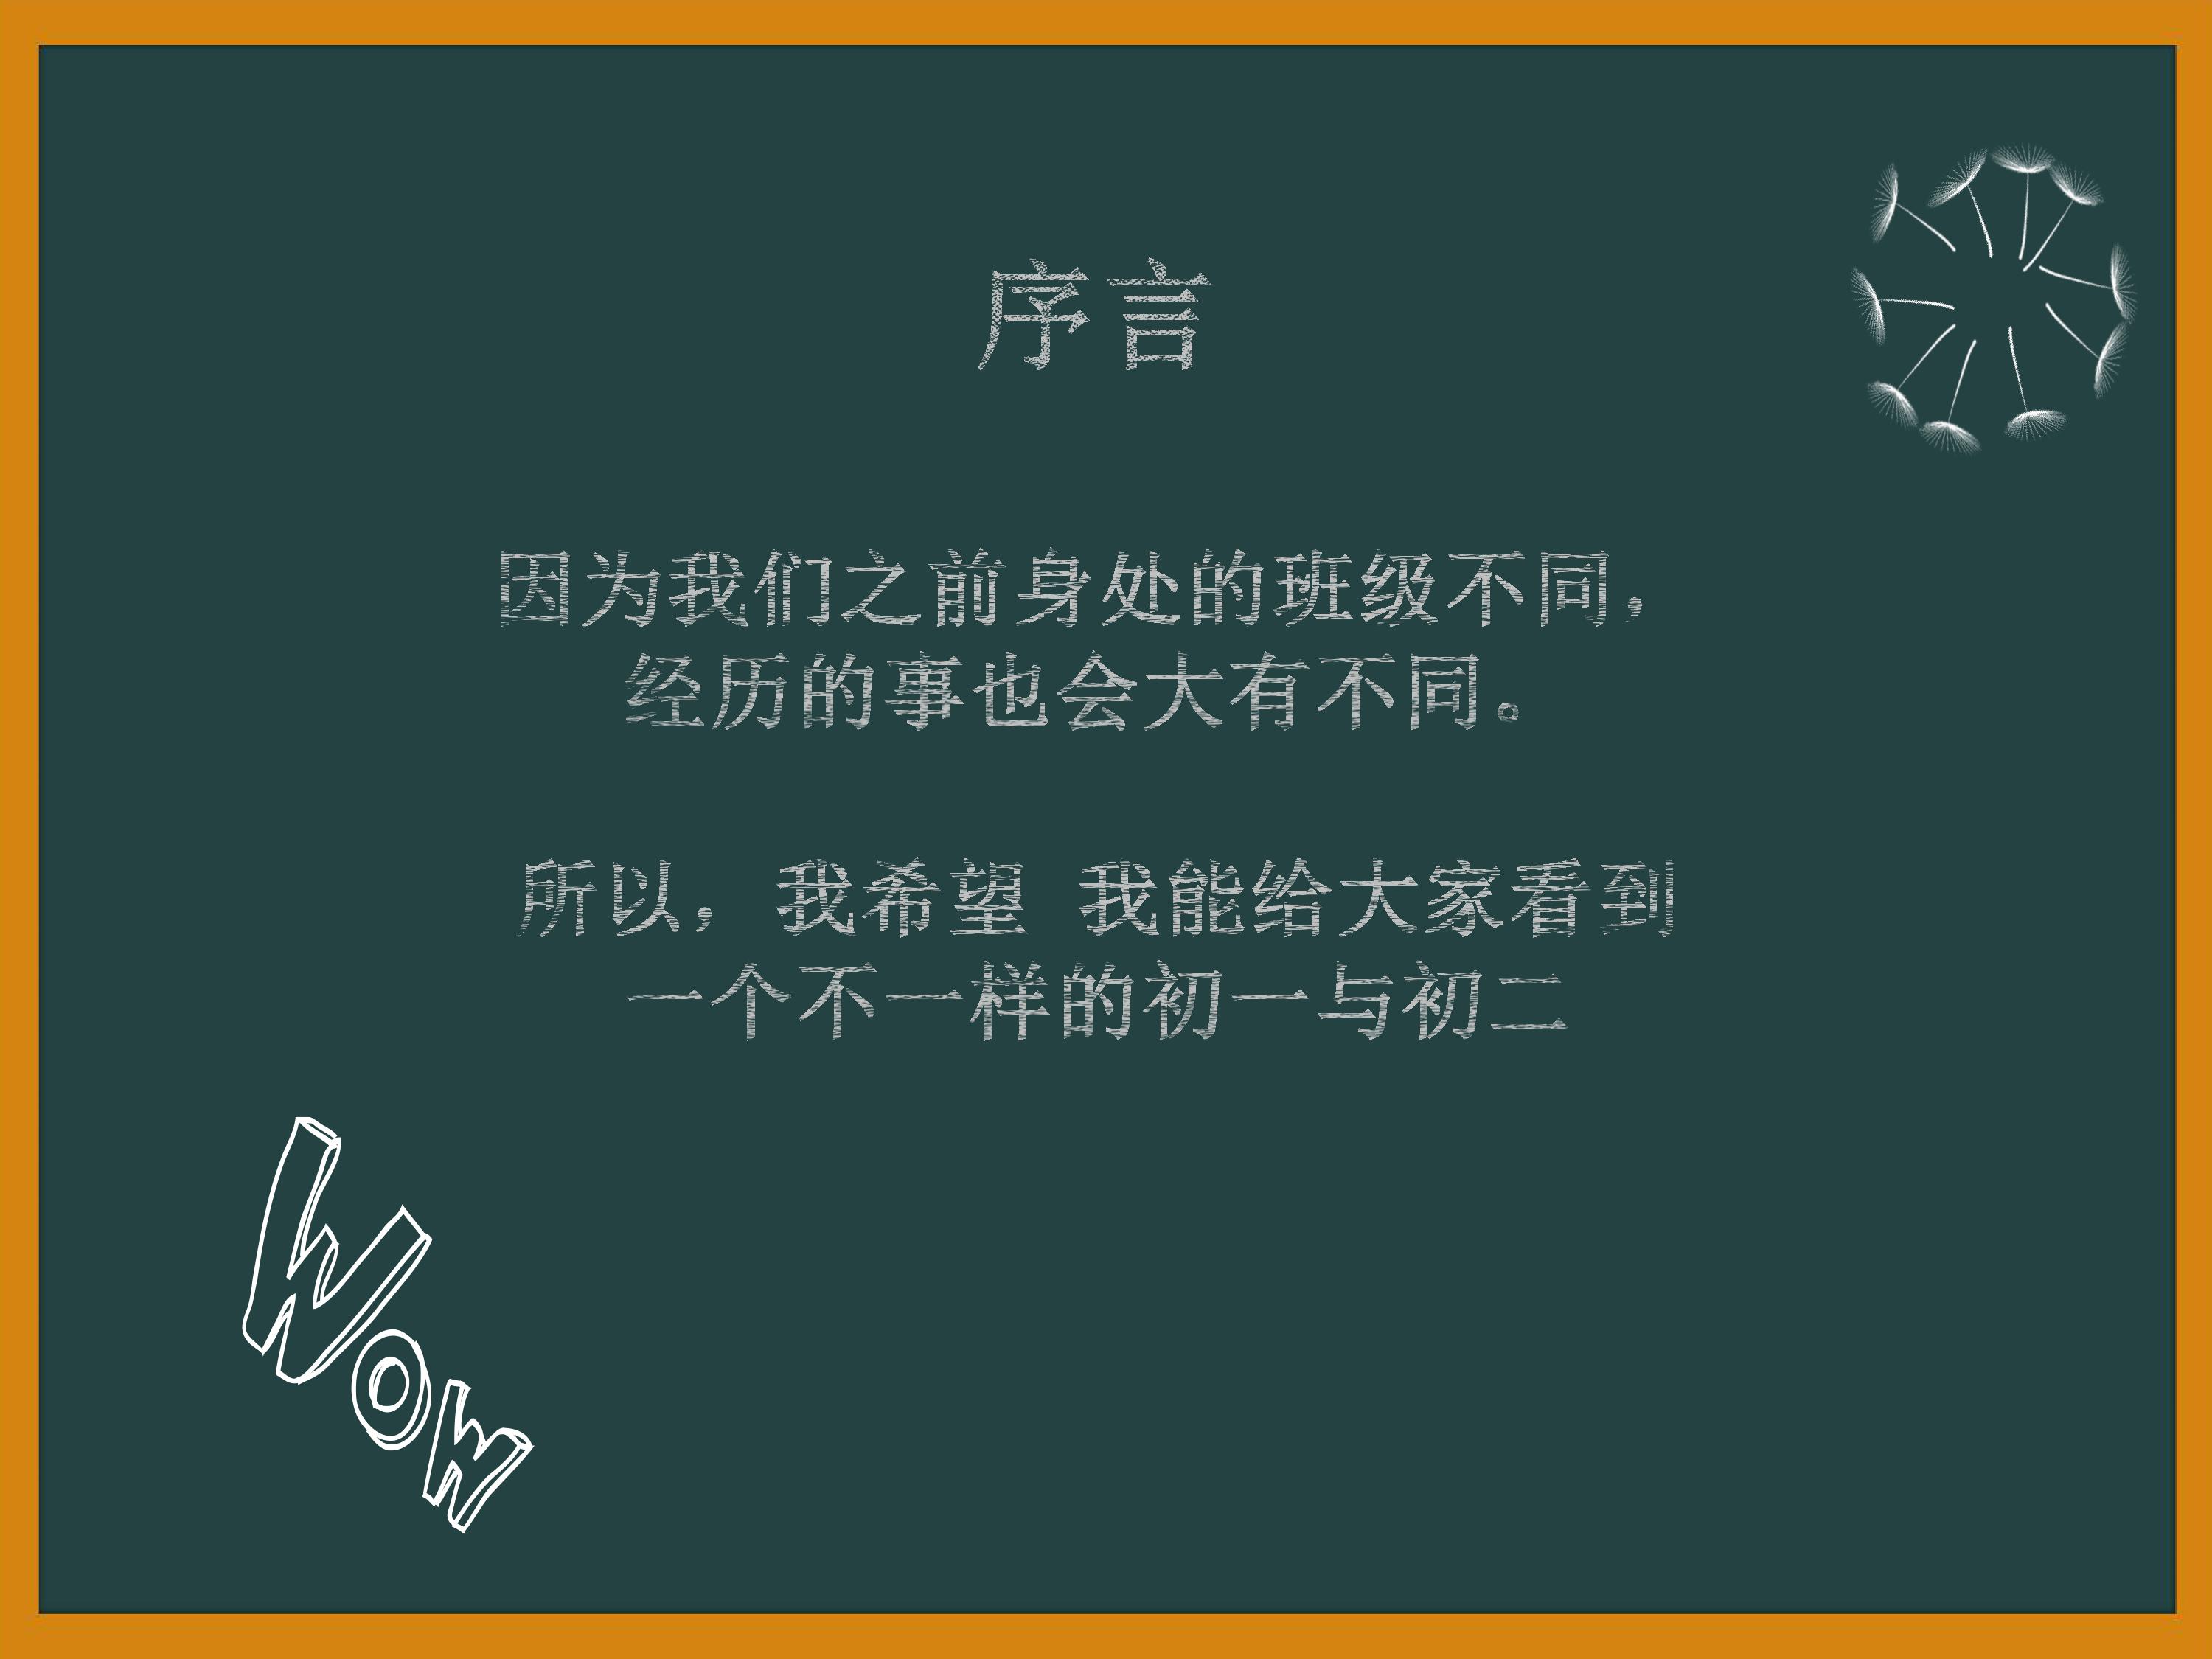 序言
因为我们之前身处的班级不同，
经历的事也会大有不同。
所以， 我希望 我能给大家看到
一个不一样的初一与初二
Wow